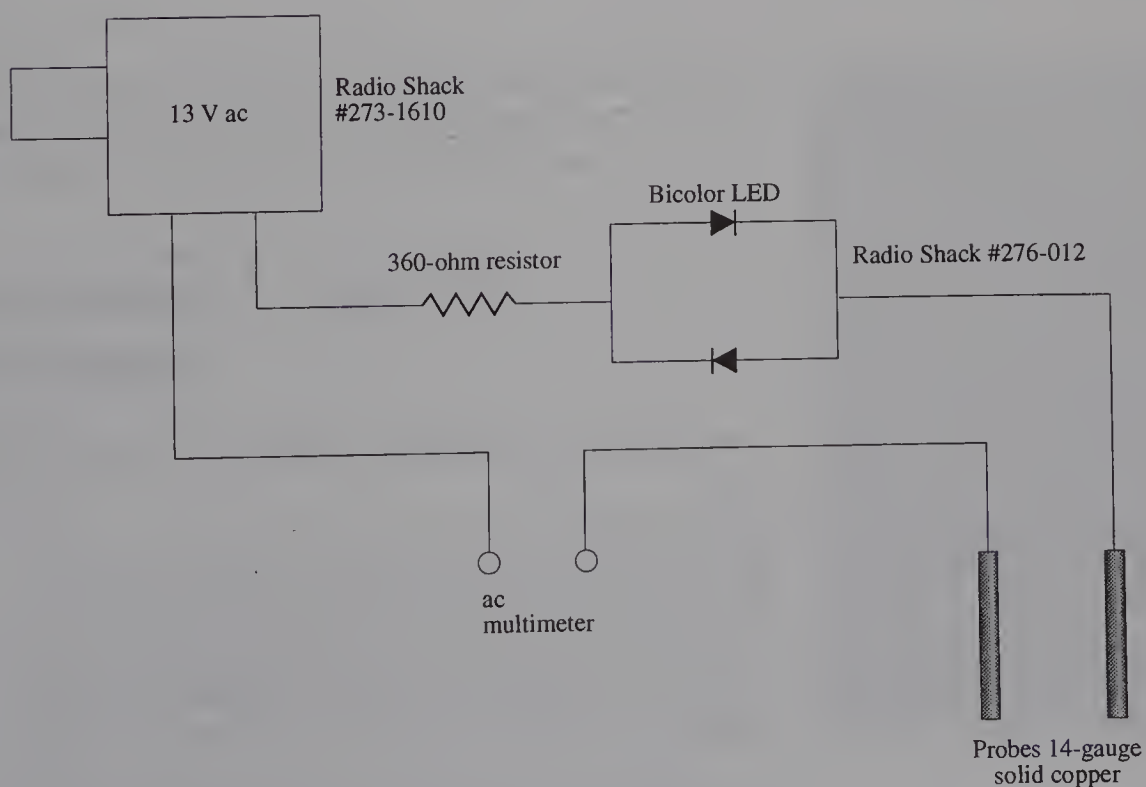 13 V ac
Radio Shack
#273-1610
Bicolor LED
360-ohm resistor
Radio Shack #276-012
ac
multimeter
Probes 14-gauge
solid copper